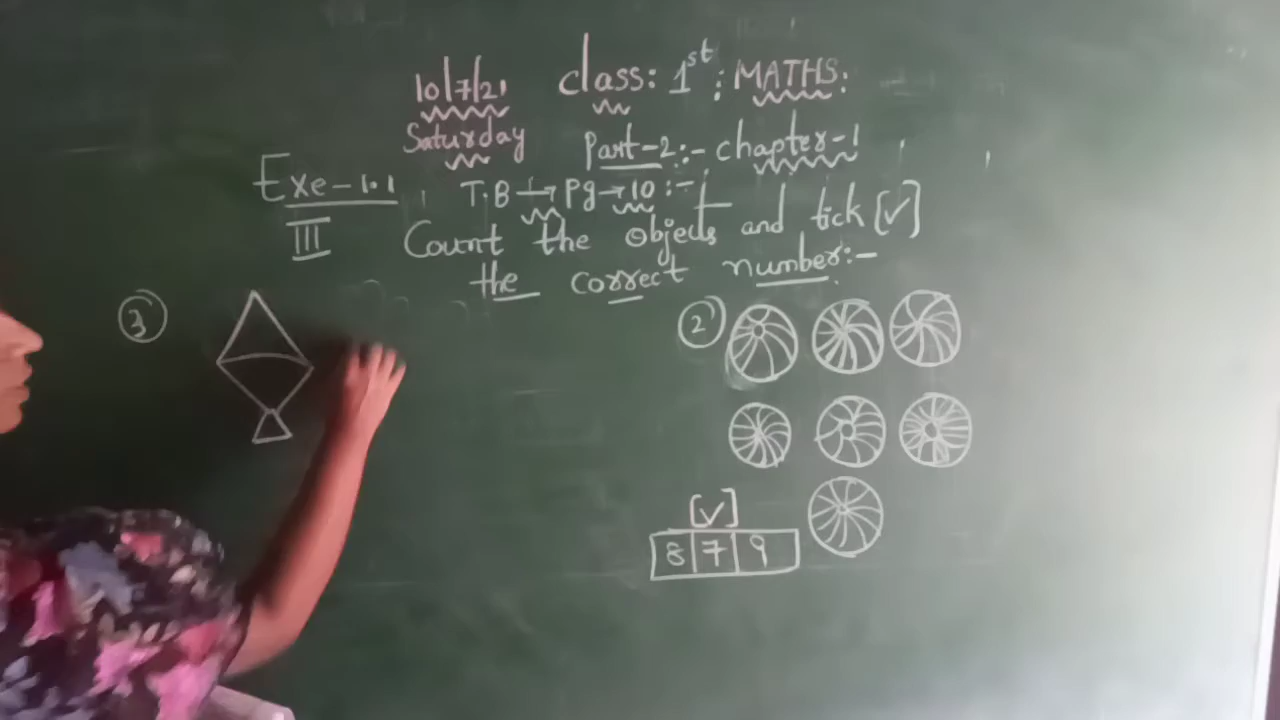 10/7/21 class: 1st : MATHS:
Saturday Part-2:- chapter-1
Exe-1.1, T.B → Pg → 10:-
III Count the objects and tick [✓]
the correct number:-
3
2
[✓]
8 7 9